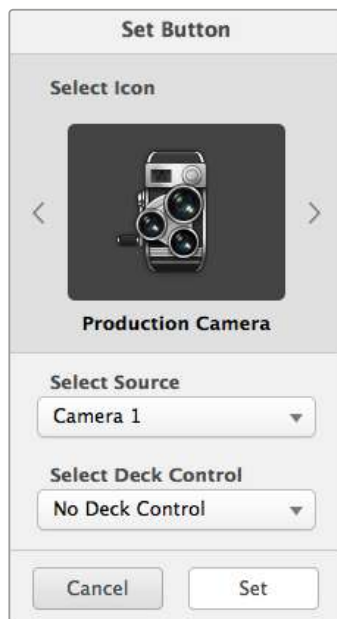 Set Button
Select Icon
Production Camera
Select Source
Camera 1
Select Deck Control
No Deck Control
Cancel Set